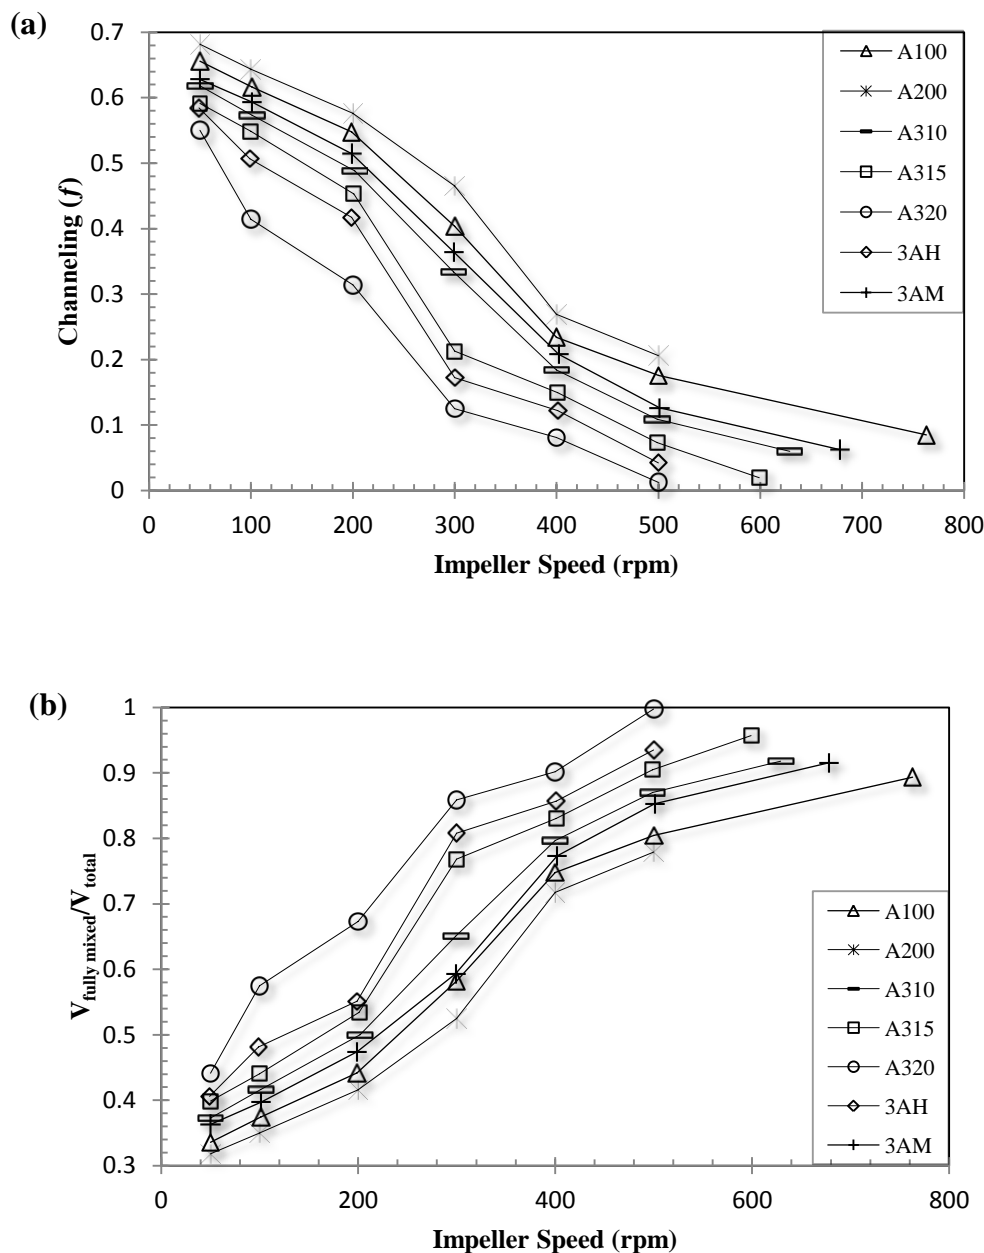 (a)
0.7
0.6
0.5
0.4
0.3
0.2
0.1
0
Channeling (f)
0 100 200 300 400 500 600 700 800
Impeller Speed (rpm)
A100
A200
A310
A315
A320
3AH
3AM
(b)
1
0.9
0.8
0.7
0.6
0.5
0.4
0.3
Vfully mixed/Vtotal
0 200 400 600 800
Impeller Speed (rpm)
A100
A200
A310
A315
A320
3AH
3AM